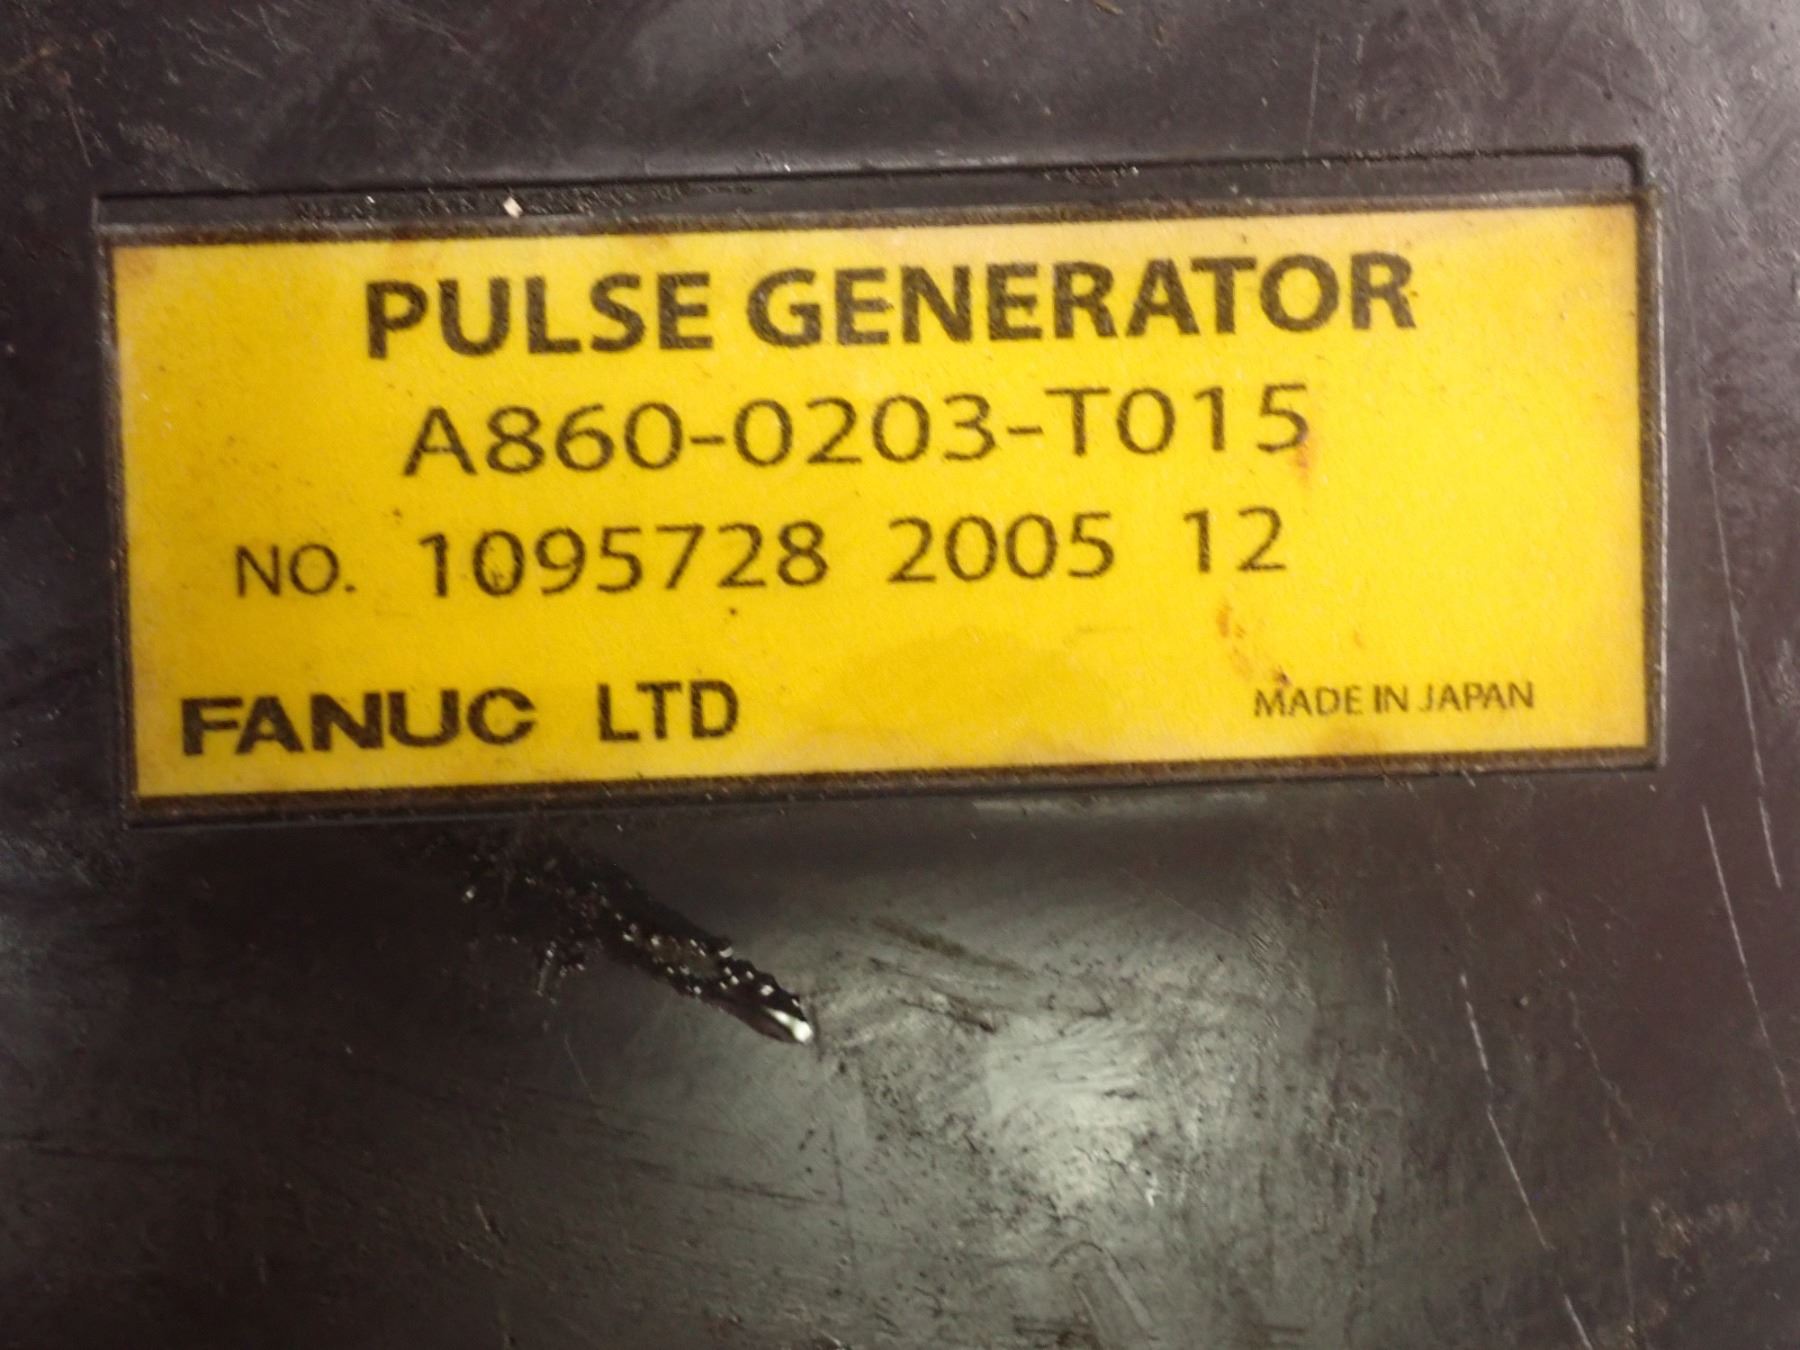 PULSE GENERATOR
A860-0203-T015
NO. 1095728 2005 12
FANUC LTD MADE IN JAPAN